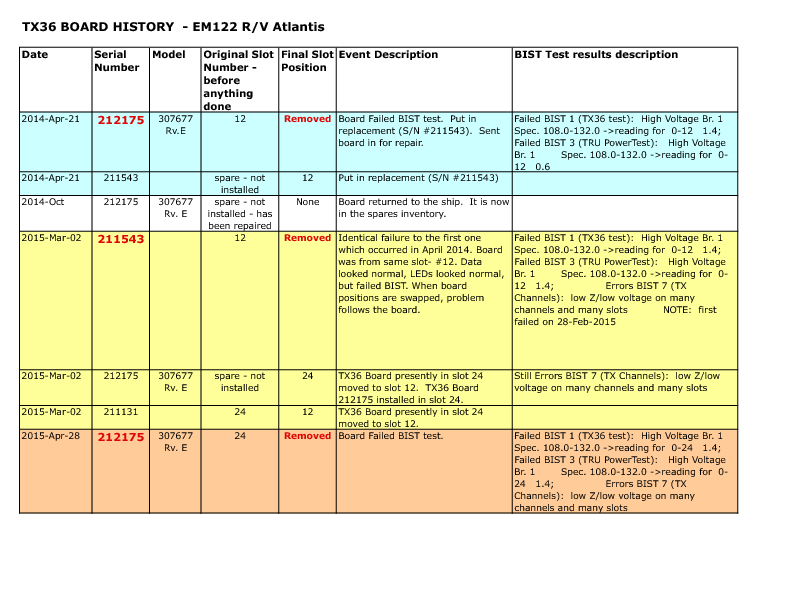 TX36 BOARD HISTORY  - EM122 R/V Atlantis
Date
Serial
Number
Model
Original Slot
Number -
before
anything
done
Final Slot
Position
Event Description
BIST Test results description
2014-Apr-21
212175
307677
Rv.E
12
Removed
Board Failed BIST test.  Put in
replacement (S/N #211543).  Sent
board in for repair.
Failed BIST 1 (TX36 test):   High Voltage Br. 1
Spec. 108.0-132.0 ->reading for  0-12   1.4;
Failed BIST 3 (TRU PowerTest):   High Voltage
Br. 1      Spec. 108.0-132.0 ->reading for  0-
12   0.6
2014-Apr-21
211543
spare - not
installed
12
Put in replacement (S/N #211543)
2014-Oct
212175
307677
Rv. E
spare - not
installed - has
been repaired
None
Board returned to the ship.  It is now
in the spares inventory.
2015-Mar-02
211543
12
Removed
Identical failure to the first one
which occurred in April 2014. Board
was from same slot- #12. Data
looked normal, LEDs looked normal,
but failed BIST. When board
positions are swapped, problem
follows the board.
Failed BIST 1 (TX36 test):   High Voltage Br. 1
Spec. 108.0-132.0 ->reading for  0-12   1.4;
Failed BIST 3 (TRU PowerTest):   High Voltage
Br. 1      Spec. 108.0-132.0 ->reading for  0-
12   1.4;                Errors BIST 7 (TX
Channels):  low Z/low voltage on many
channels and many slots            NOTE:  first
failed on 28-Feb-2015
2015-Mar-02
212175
307677
Rv. E
spare - not
installed
24
TX36 Board presently in slot 24
moved to slot 12.  TX36 Board
212175 installed in slot 24.
Still Errors BIST 7 (TX Channels):  low Z/low
voltage on many channels and many slots
2015-Mar-02
211131
24
12
TX36 Board presently in slot 24
moved to slot 12.
2015-Apr-28
212175
307677
Rv. E
24
Removed
Board Failed BIST test.
Failed BIST 1 (TX36 test):   High Voltage Br. 1
Spec. 108.0-132.0 ->reading for  0-24   1.4;
Failed BIST 3 (TRU PowerTest):   High Voltage
Br. 1      Spec. 108.0-132.0 ->reading for  0-
24   1.4;                Errors BIST 7 (TX
Channels):  low Z/low voltage on many
channels and many slots